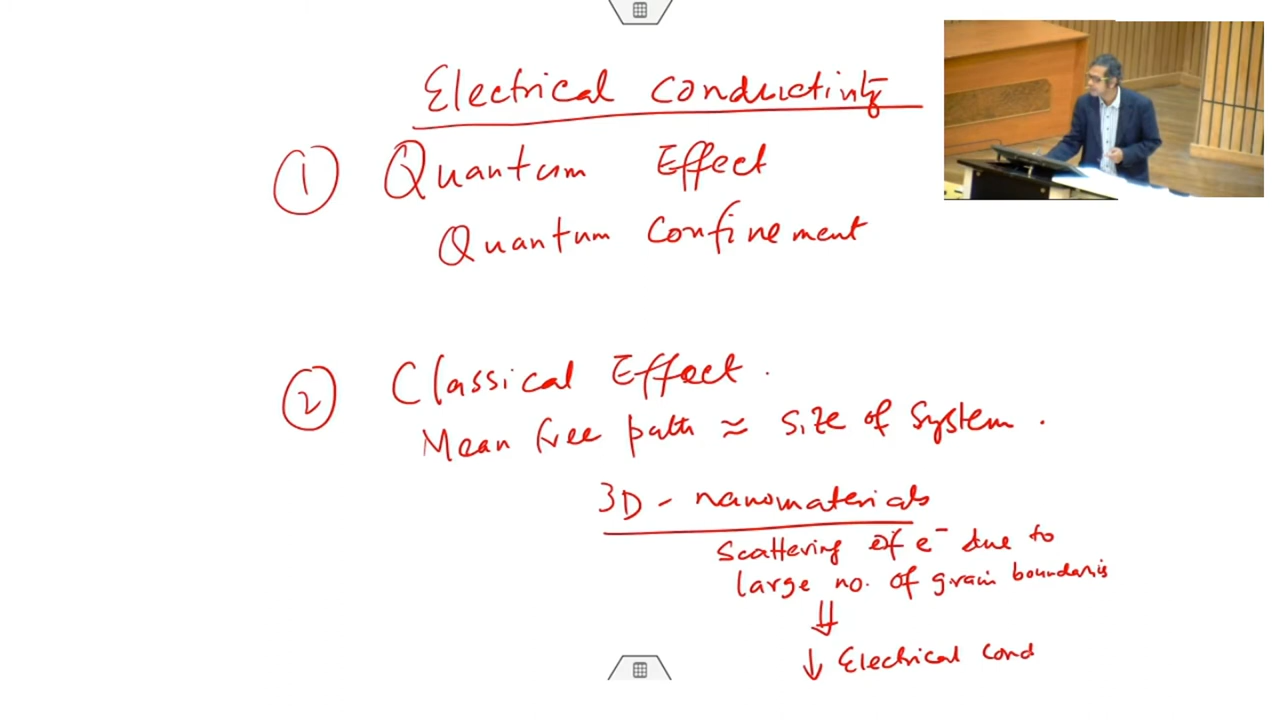 Electrical conductivity
① Quantum Effect
Quantum confinement
② Classical Effect.
Mean free path ≈ size of system.
3D - nanomaterials
Scattering of e⁻ due to
large no. of grain boundaries
⇓
↓ Electrical cond